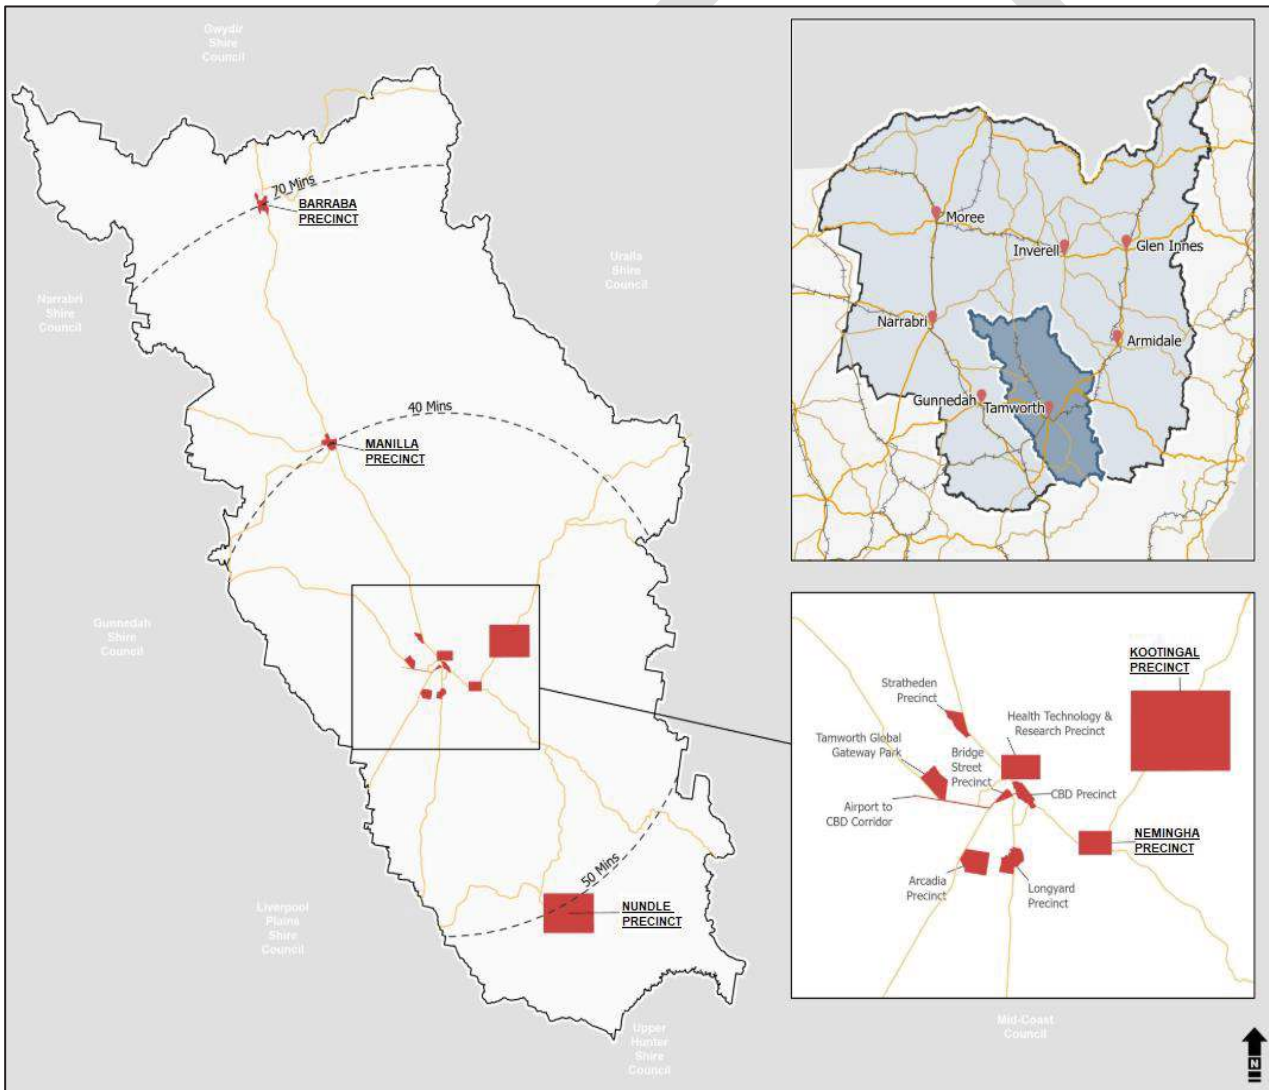 Gwydir
Shire
Council
70 Mins
BARRABA
PRECINCT
Uralla
Shire
Council
Narrabri
Shire
Council
40 Mins
MANILLA
PRECINCT
Gunnedah
Shire
Council
50 Mins
NUNDLE
PRECINCT
Liverpool
Plains
Shire
Council
Upper
Hunter
Shire
Council
Mid-Coast
Council
Moree
Inverell
Glen Innes
Narrabri
Armidale
Gunnedah
Tamworth
KOOTINGAL
PRECINCT
Stratheden
Precinct
Health Technology &
Research Precinct
Tamworth Global
Gateway Park
Bridge
Street
Precinct
CBD Precinct
Airport to
CBD Corridor
NEMINGHA
PRECINCT
Arcadia
Precinct
Longyard
Precinct
N